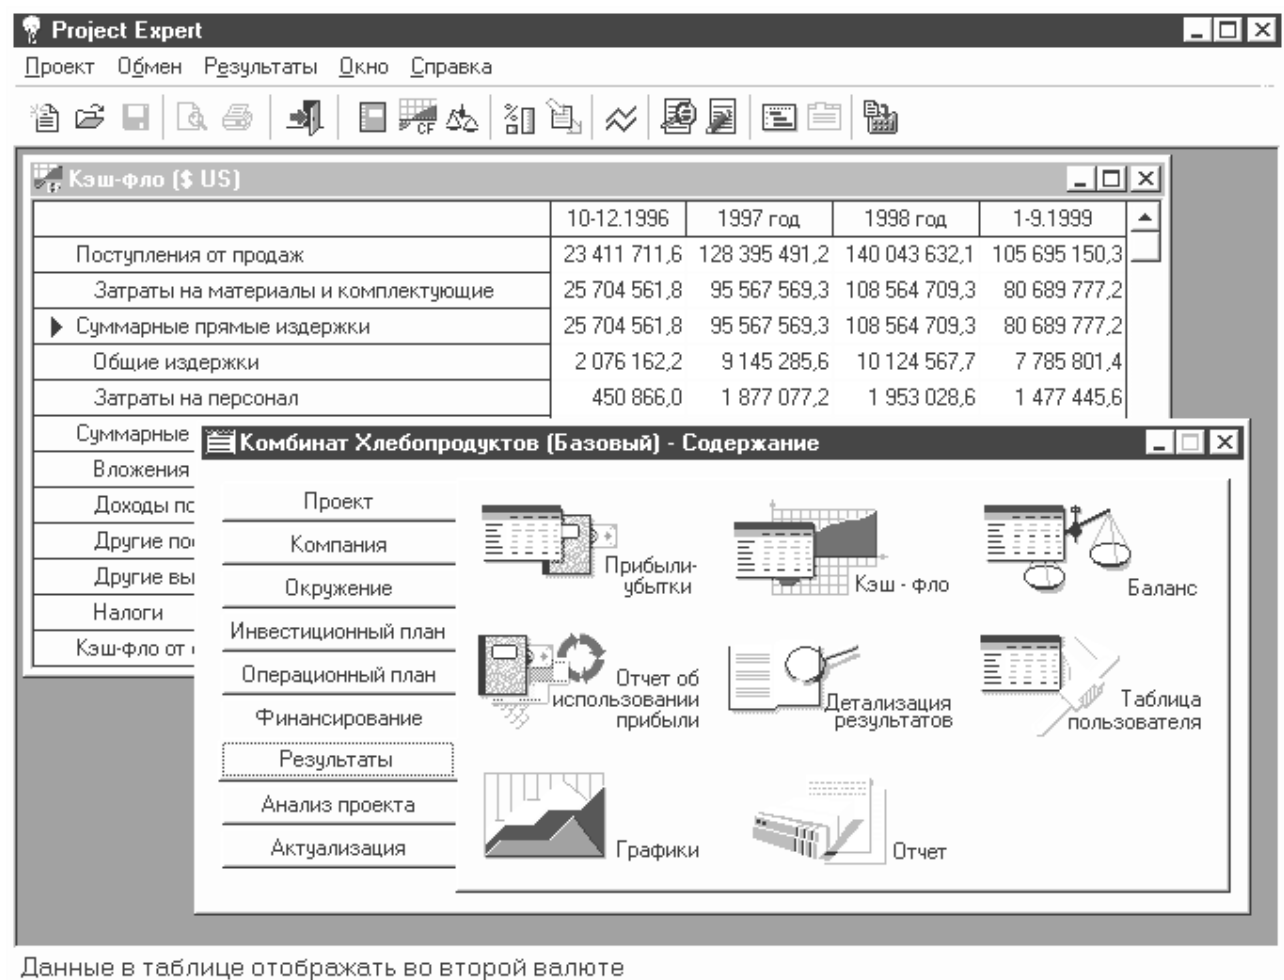 Project Expert
Проект Обмен Результаты Окно Справка
CF
Кэш-фло ($ US)
10-12.1996 1997 год 1998 год 1-9.1999
Поступления от продаж 23 411 711,6 128 395 491,2 140 043 632,1 105 695 150,3
Затраты на материалы и комплектующие 25 704 561,8 95 567 569,3 108 564 709,3 80 689 777,2
Суммарные прямые издержки 25 704 561,8 95 567 569,3 108 564 709,3 80 689 777,2
Общие издержки 2 076 162,2 9 145 285,6 10 124 567,7 7 785 801,4
Затраты на персонал 450 866,0 1 877 077,2 1 953 028,6 1 477 445,6
Суммарные
Вложения
Доходы по
Другие пос
Другие вы
Налоги
Кэш-фло от
Комбинат Хлебопродуктов (Базовый) - Содержание
Проект
Компания
Окружение
Инвестиционный план
Операционный план
Финансирование
Результаты
Анализ проекта
Актуализация
Прибыли-
убытки
Кэш - фло
Баланс
Отчет об
использовании
прибыли
Детализация
результатов
Таблица
пользователя
Графики
Отчет
Данные в таблице отображать во второй валюте